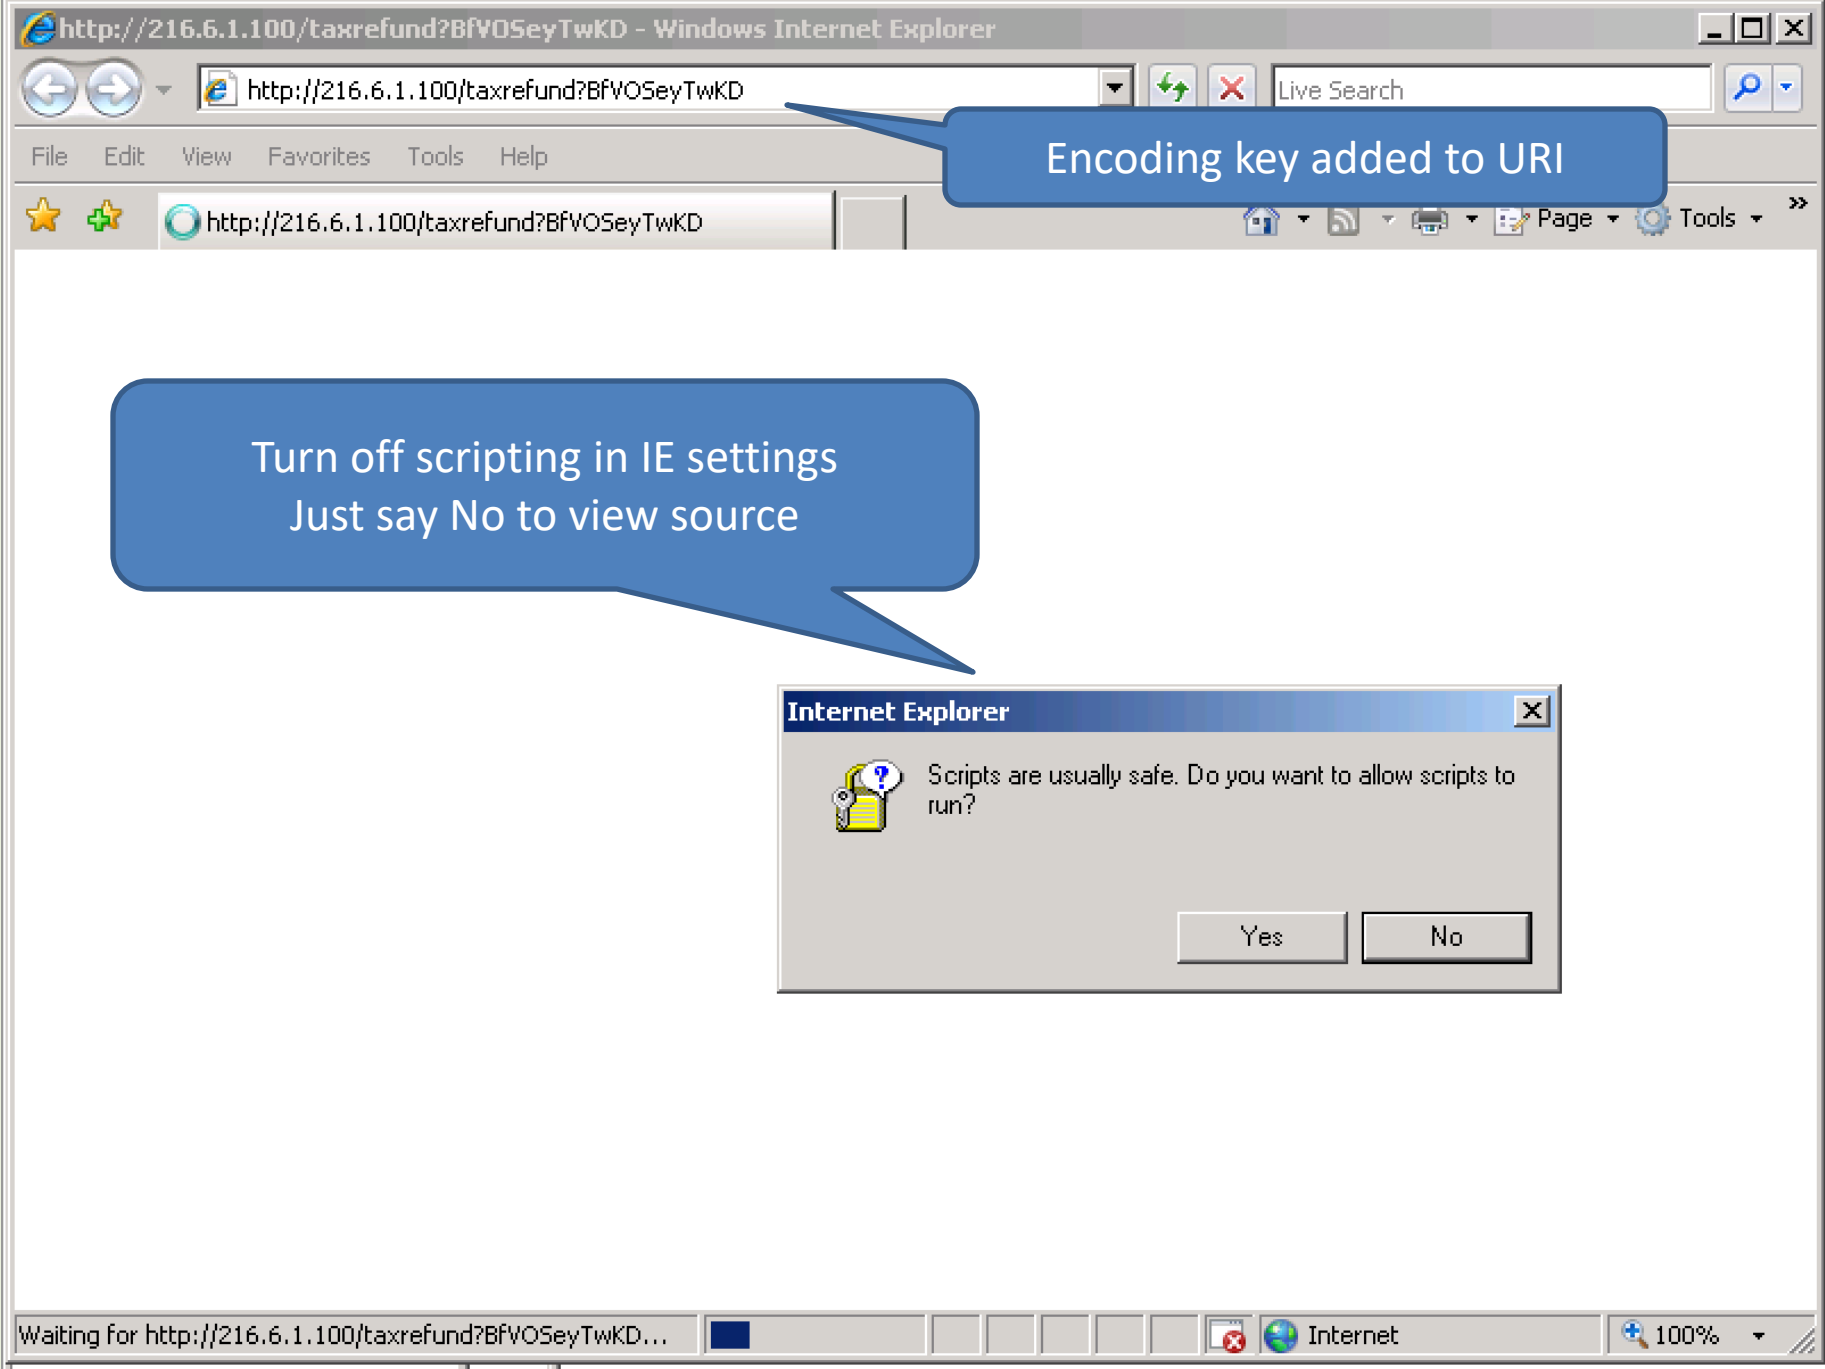 http://216.6.1.100/taxrefund?BfVOSeyTwKD - Windows Internet Explorer
http://216.6.1.100/taxrefund?BfVOSeyTwKD
Live Search
File Edit View Favorites Tools Help
Encoding key added to URI
http://216.6.1.100/taxrefund?BfVOSeyTwKD
Page Tools »
Turn off scripting in IE settings
Just say No to view source
Internet Explorer
Scripts are usually safe. Do you want to allow scripts to
run?
Yes No
Waiting for http://216.6.1.100/taxrefund?BfVOSeyTwKD...
Internet
100%